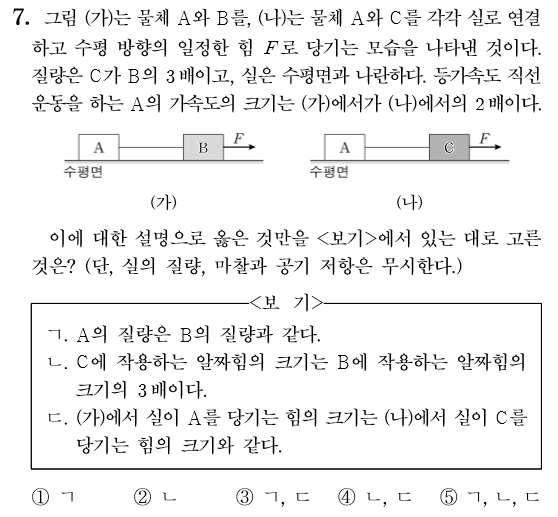 7. 그림 (가)는 물체 A와 B를, (나)는 물체 A와 C를 각각 실로 연결
하고 수평 방향의 일정한 힘 F로 당기는 모습을 나타낸 것이다.
질량은 C가 B의 3배이고, 실은 수평면과 나란하다. 등가속도 직선
운동을 하는 A의 가속도의 크기는 (가)에서가 (나)에서의 2배이다.
A B F A C F
수평면 수평면
(가) (나)
이에 대한 설명으로 옳은 것만을 <보기>에서 있는 대로 고른
것은? (단, 실의 질량, 마찰과 공기 저항은 무시한다.)
<보 기>
ㄱ. A의 질량은 B의 질량과 같다.
ㄴ. C에 작용하는 알짜힘의 크기는 B에 작용하는 알짜힘의
크기의 3배이다.
ㄷ. (가)에서 실이 A를 당기는 힘의 크기는 (나)에서 실이 C를
당기는 힘의 크기와 같다.
① ㄱ ② ㄴ ③ ㄱ, ㄷ ④ ㄴ, ㄷ ⑤ ㄱ, ㄴ, ㄷ